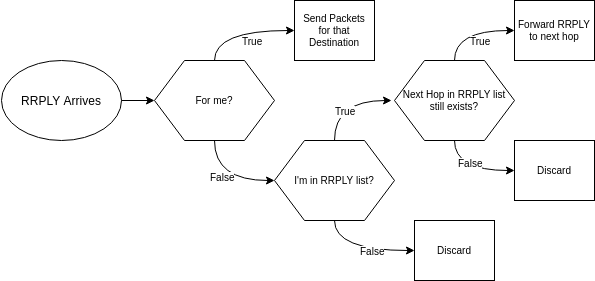 RRPLY Arrives
For me?
True
Send Packets
for that
Destination
False
I'm in RRPLY list?
True
Next Hop in RRPLY list
still exists?
True
Forward RRPLY
to next hop
False
Discard
False
Discard